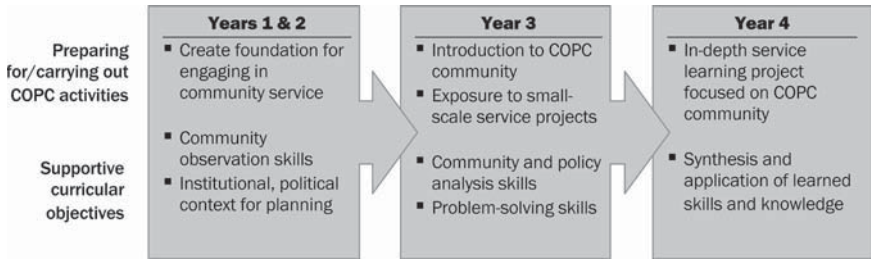 Preparing
for/carrying out
COPC activities
Supportive
curricular
objectives
Years 1 & 2
▪ Create foundation for
engaging in
community service
▪ Community
observation skills
▪ Institutional, political
context for planning
Year 3
▪ Introduction to COPC
community
▪ Exposure to small-
scale service projects
▪ Community and policy
analysis skills
▪ Problem-solving skills
Year 4
▪ In-depth service
learning project
focused on COPC
community
▪ Synthesis and
application of learned
skills and knowledge